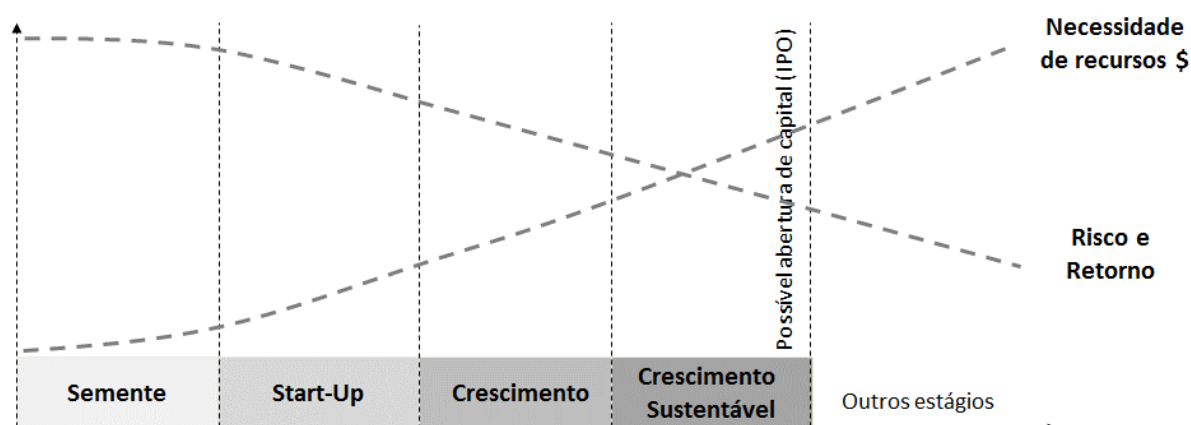 Necessidade
de recursos $
Possível abertura de capital (IPO)
Risco e
Retorno
Semente
Start-Up
Crescimento
Crescimento
Sustentável
Outros estágios